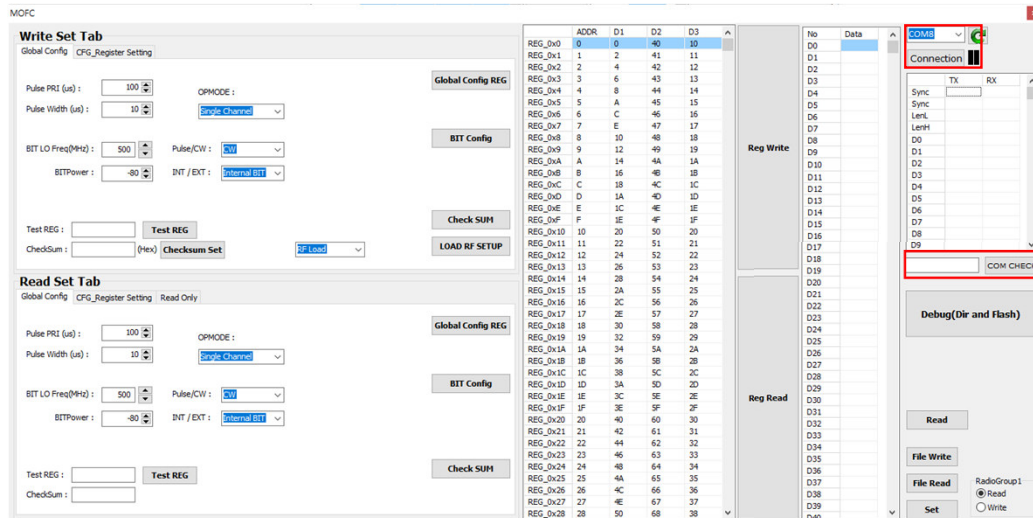 MOFC
Write Set Tab
Global Config CFG_Register Setting
Pulse PRI (us) : 100
OPMODE :
Global Config REG
Pulse Width (us) : 10 Single Channel
BIT Config
BIT LO Freq(MHz) : 500 Pulse/CW : CW
BITPower : -80 INT / EXT : Internal BIT
Check SUM
Test REG : Test REG
CheckSum : (Hex) Checksum Set RF Load LOAD RF SETUP
Read Set Tab
Global Config CFG_Register Setting Read Only
Pulse PRI (us) : 100
OPMODE :
Global Config REG
Pulse Width (us) : 10 Single Channel
BIT Config
BIT LO Freq(MHz) : 500 Pulse/CW : CW
BITPower : -80 INT / EXT : Internal BIT
Check SUM
Test REG : Test REG
CheckSum :
ADDR D1 D2 D3
REG_0x0 0 0 40 10
REG_0x1 1 2 41 11
REG_0x2 2 4 42 12
REG_0x3 3 6 43 13
REG_0x4 4 8 44 14
REG_0x5 5 A 45 15
REG_0x6 6 C 46 16
REG_0x7 7 E 47 17
REG_0x8 8 10 48 18
REG_0x9 9 12 49 19
REG_0xA A 14 4A 1A
REG_0xB B 16 4B 1B
REG_0xC C 18 4C 1C
REG_0xD D 1A 4D 1D
REG_0xE E 1C 4E 1E
REG_0xF F 1E 4F 1F
REG_0x10 10 20 50 20
REG_0x11 11 22 51 21
REG_0x12 12 24 52 22
REG_0x13 13 26 53 23
REG_0x14 14 28 54 24
REG_0x15 15 2A 55 25
REG_0x16 16 2C 56 26
REG_0x17 17 2E 57 27
REG_0x18 18 30 58 28
REG_0x19 19 32 59 29
REG_0x1A 1A 34 5A 2A
REG_0x1B 1B 36 5B 2B
REG_0x1C 1C 38 5C 2C
REG_0x1D 1D 3A 5D 2D
REG_0x1E 1E 3C 5E 2E
REG_0x1F 1F 3E 5F 2F
REG_0x20 20 40 60 30
REG_0x21 21 42 61 31
REG_0x22 22 44 62 32
REG_0x23 23 46 63 33
REG_0x24 24 48 64 34
REG_0x25 25 4A 65 35
REG_0x26 26 4C 66 36
REG_0x27 27 4E 67 37
REG_0x28 28 50 68 38
Reg Write
Reg Read
No Data
D0
D1
D2
D3
D4
D5
D6
D7
D8
D9
D10
D11
D12
D13
D14
D15
D16
D17
D18
D19
D20
D21
D22
D23
D24
D25
D26
D27
D28
D29
D30
D31
D32
D33
D34
D35
D36
D37
D38
D39
D40
COM8
Connection
TX RX
Sync
Sync
LenL
LenH
D0
D1
D2
D3
D4
D5
D6
D7
D8
D9
COM CHECK
Debug(Dir and Flash)
Read
File Write
File Read
Set
RadioGroup1
Read
Write